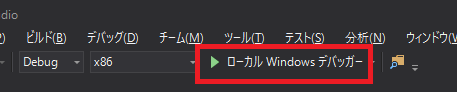 dio
ビルド(B) デバッグ(D) チーム(M) ツール(T) テスト(S) 分析(N) ウィンドウ(W
Debug x86 ローカル Windows デバッガー